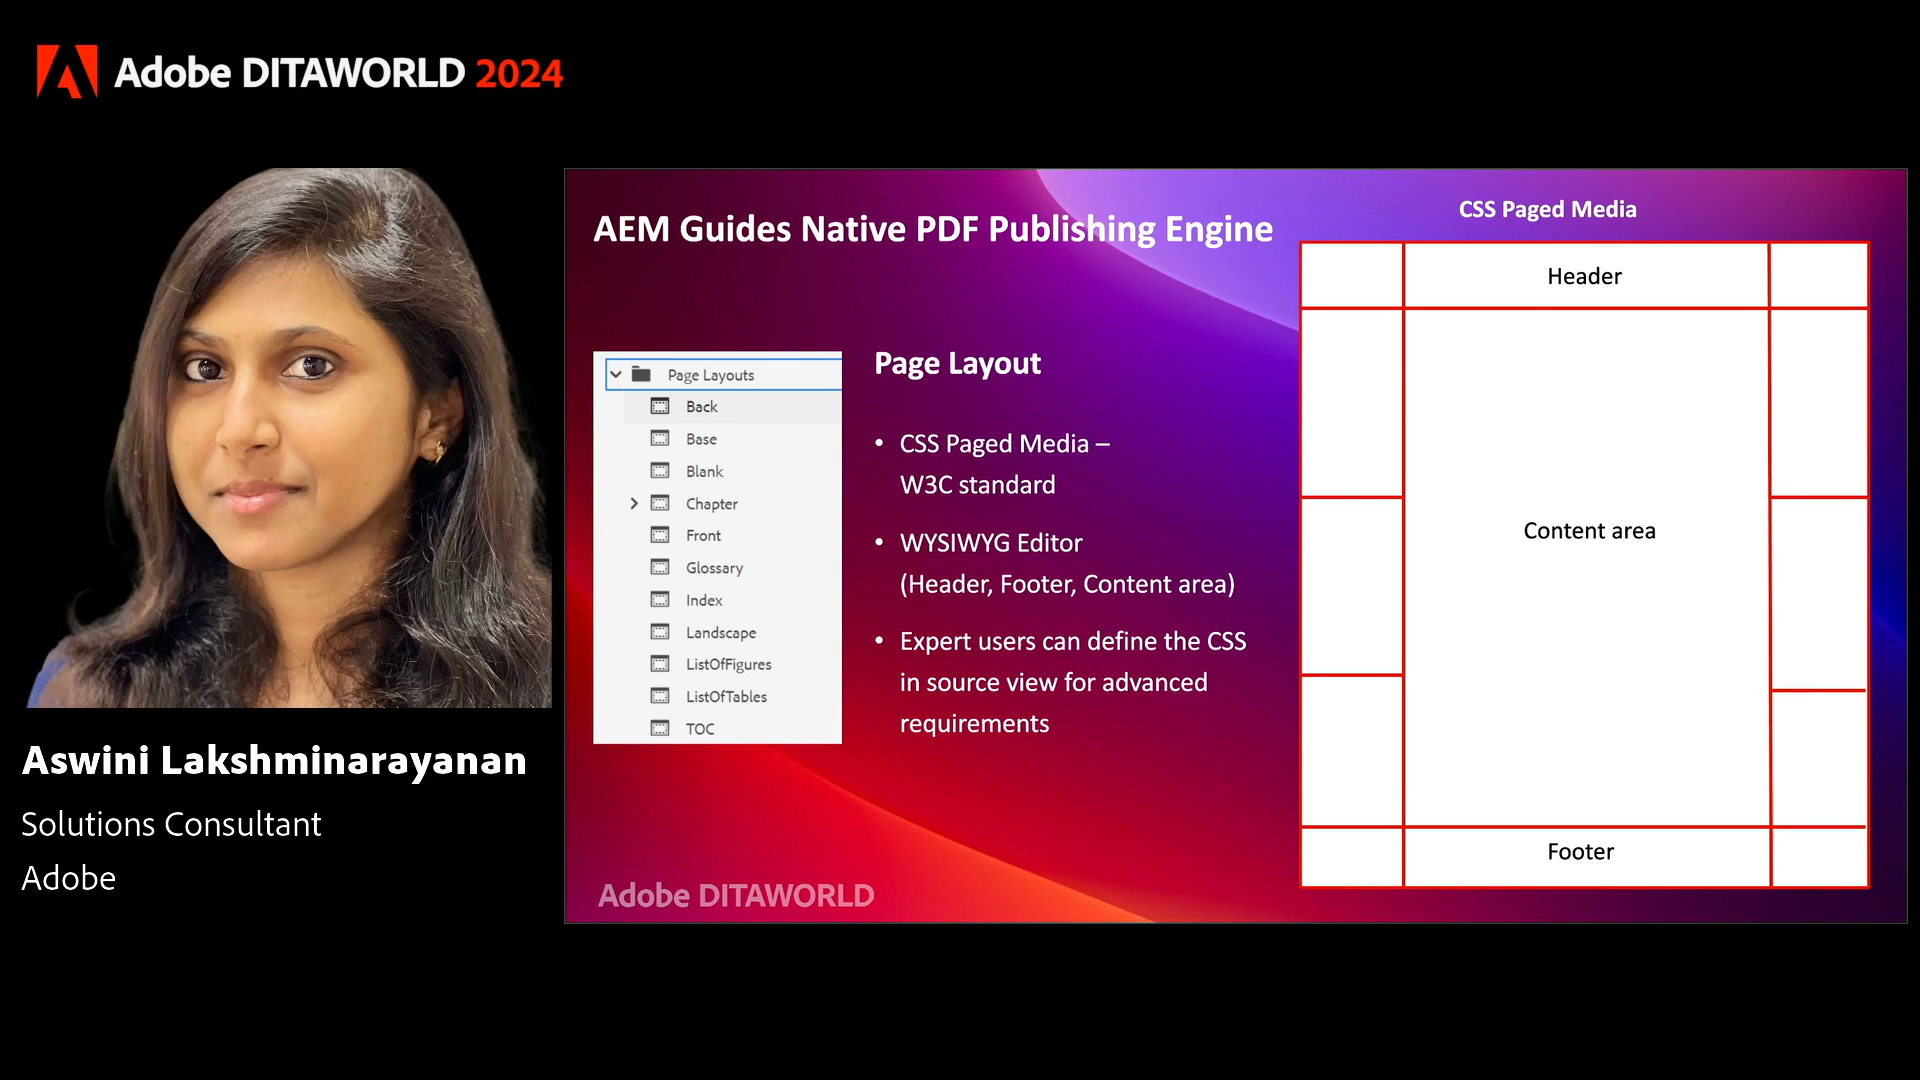 Adobe DITAWORLD 2024
Aswini Lakshminarayanan
Solutions Consultant
Adobe
AEM Guides Native PDF Publishing Engine
Page Layouts
Back
Base
Blank
Chapter
Front
Glossary
Index
Landscape
ListOfFigures
ListOfTables
TOC
Page Layout
• CSS Paged Media –
W3C standard
• WYSIWYG Editor
(Header, Footer, Content area)
• Expert users can define the CSS
in source view for advanced
requirements
CSS Paged Media
Header
Content area
Footer
Adobe DITAWORLD